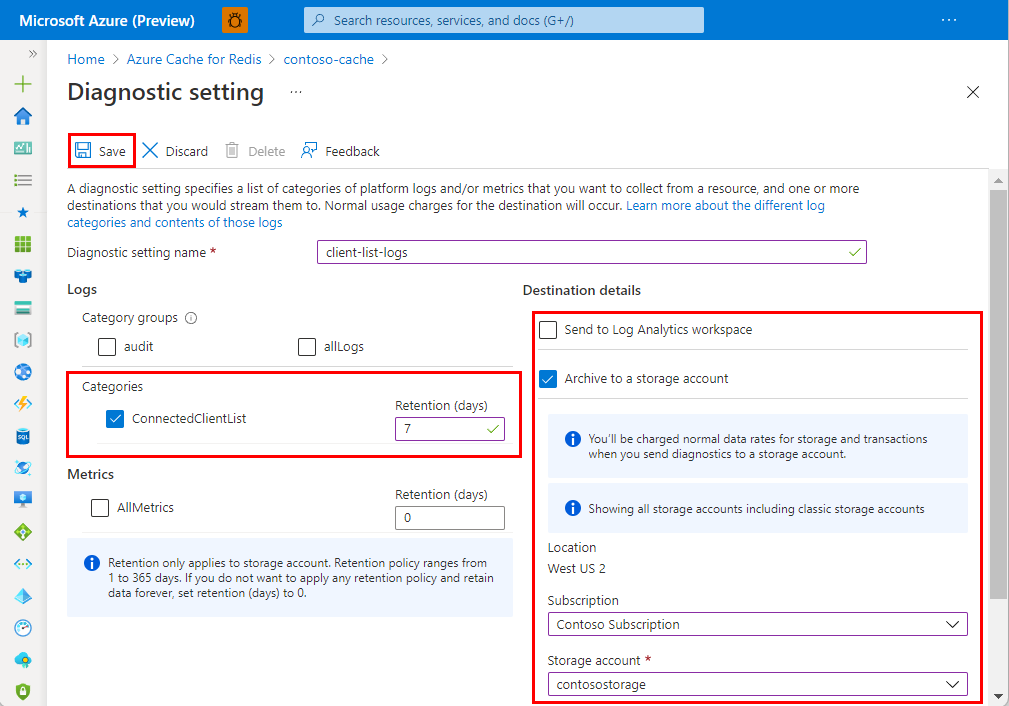 Microsoft Azure (Preview)
Search resources, services, and docs (G+/)
...
Home > Azure Cache for Redis > contoso-cache >
Diagnostic setting ...
Save Discard Delete Feedback
A diagnostic setting specifies a list of categories of platform logs and/or metrics that you want to collect from a resource, and one or more
destinations that you would stream them to. Normal usage charges for the destination will occur. Learn more about the different log
categories and contents of those logs
Diagnostic setting name *
client-list-logs
Logs
Category groups
audit
allLogs
Categories
ConnectedClientList
Retention (days)
7
Metrics
AllMetrics
Retention (days)
0
Retention only applies to storage account. Retention policy ranges from
1 to 365 days. If you do not want to apply any retention policy and retain
data forever, set retention (days) to 0.
Destination details
Send to Log Analytics workspace
Archive to a storage account
You'll be charged normal data rates for storage and transactions
when you send diagnostics to a storage account.
Showing all storage accounts including classic storage accounts
Location
West US 2
Subscription
Contoso Subscription
Storage account *
contosostorage
SQL